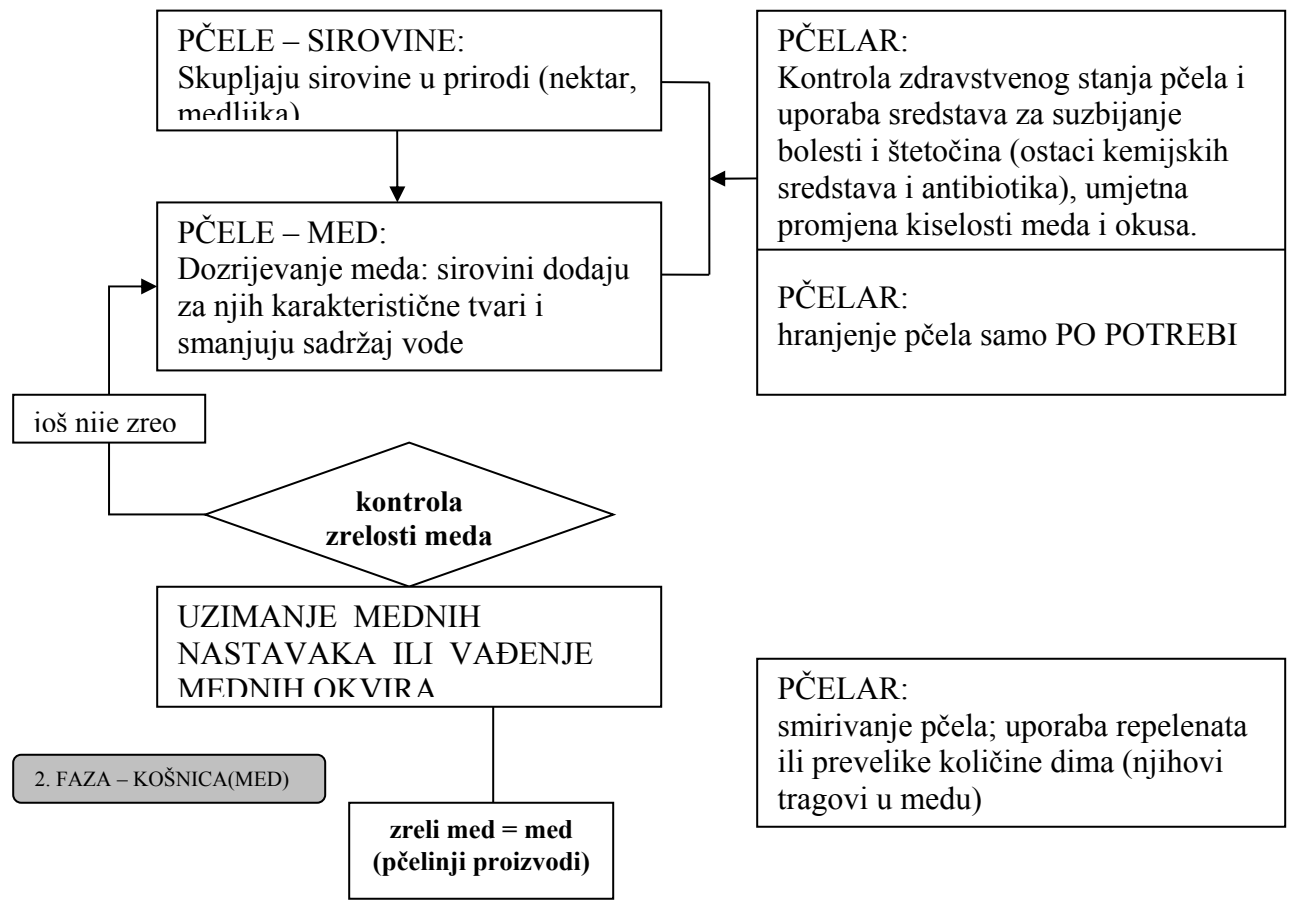 PČELE – SIROVINE:
Skupljaju sirovine u prirodi (nektar,
medljika)
PČELAR:
Kontrola zdravstvenog stanja pčela i
uporaba sredstava za suzbijanje
bolesti i štetočina (ostaci kemijskih
sredstava i antibiotika), umjetna
promjena kiselosti meda i okusa.
PČELE – MED:
Dozrijevanje meda: sirovini dodaju
za njih karakteristične tvari i
smanjuju sadržaj vode
PČELAR:
hranjenje pčela samo PO POTREBI
još nije zreo
kontrola
zrelosti meda
UZIMANJE MEDNIH
NASTAVAKA ILI VAĐENJE
MEDNIH OKVIRA
PČELAR:
smirivanje pčela; uporaba repelenata
ili prevelike količine dima (njihovi
tragovi u medu)
2. FAZA – KOŠNICA(MED)
zreli med = med
(pčelinji proizvodi)